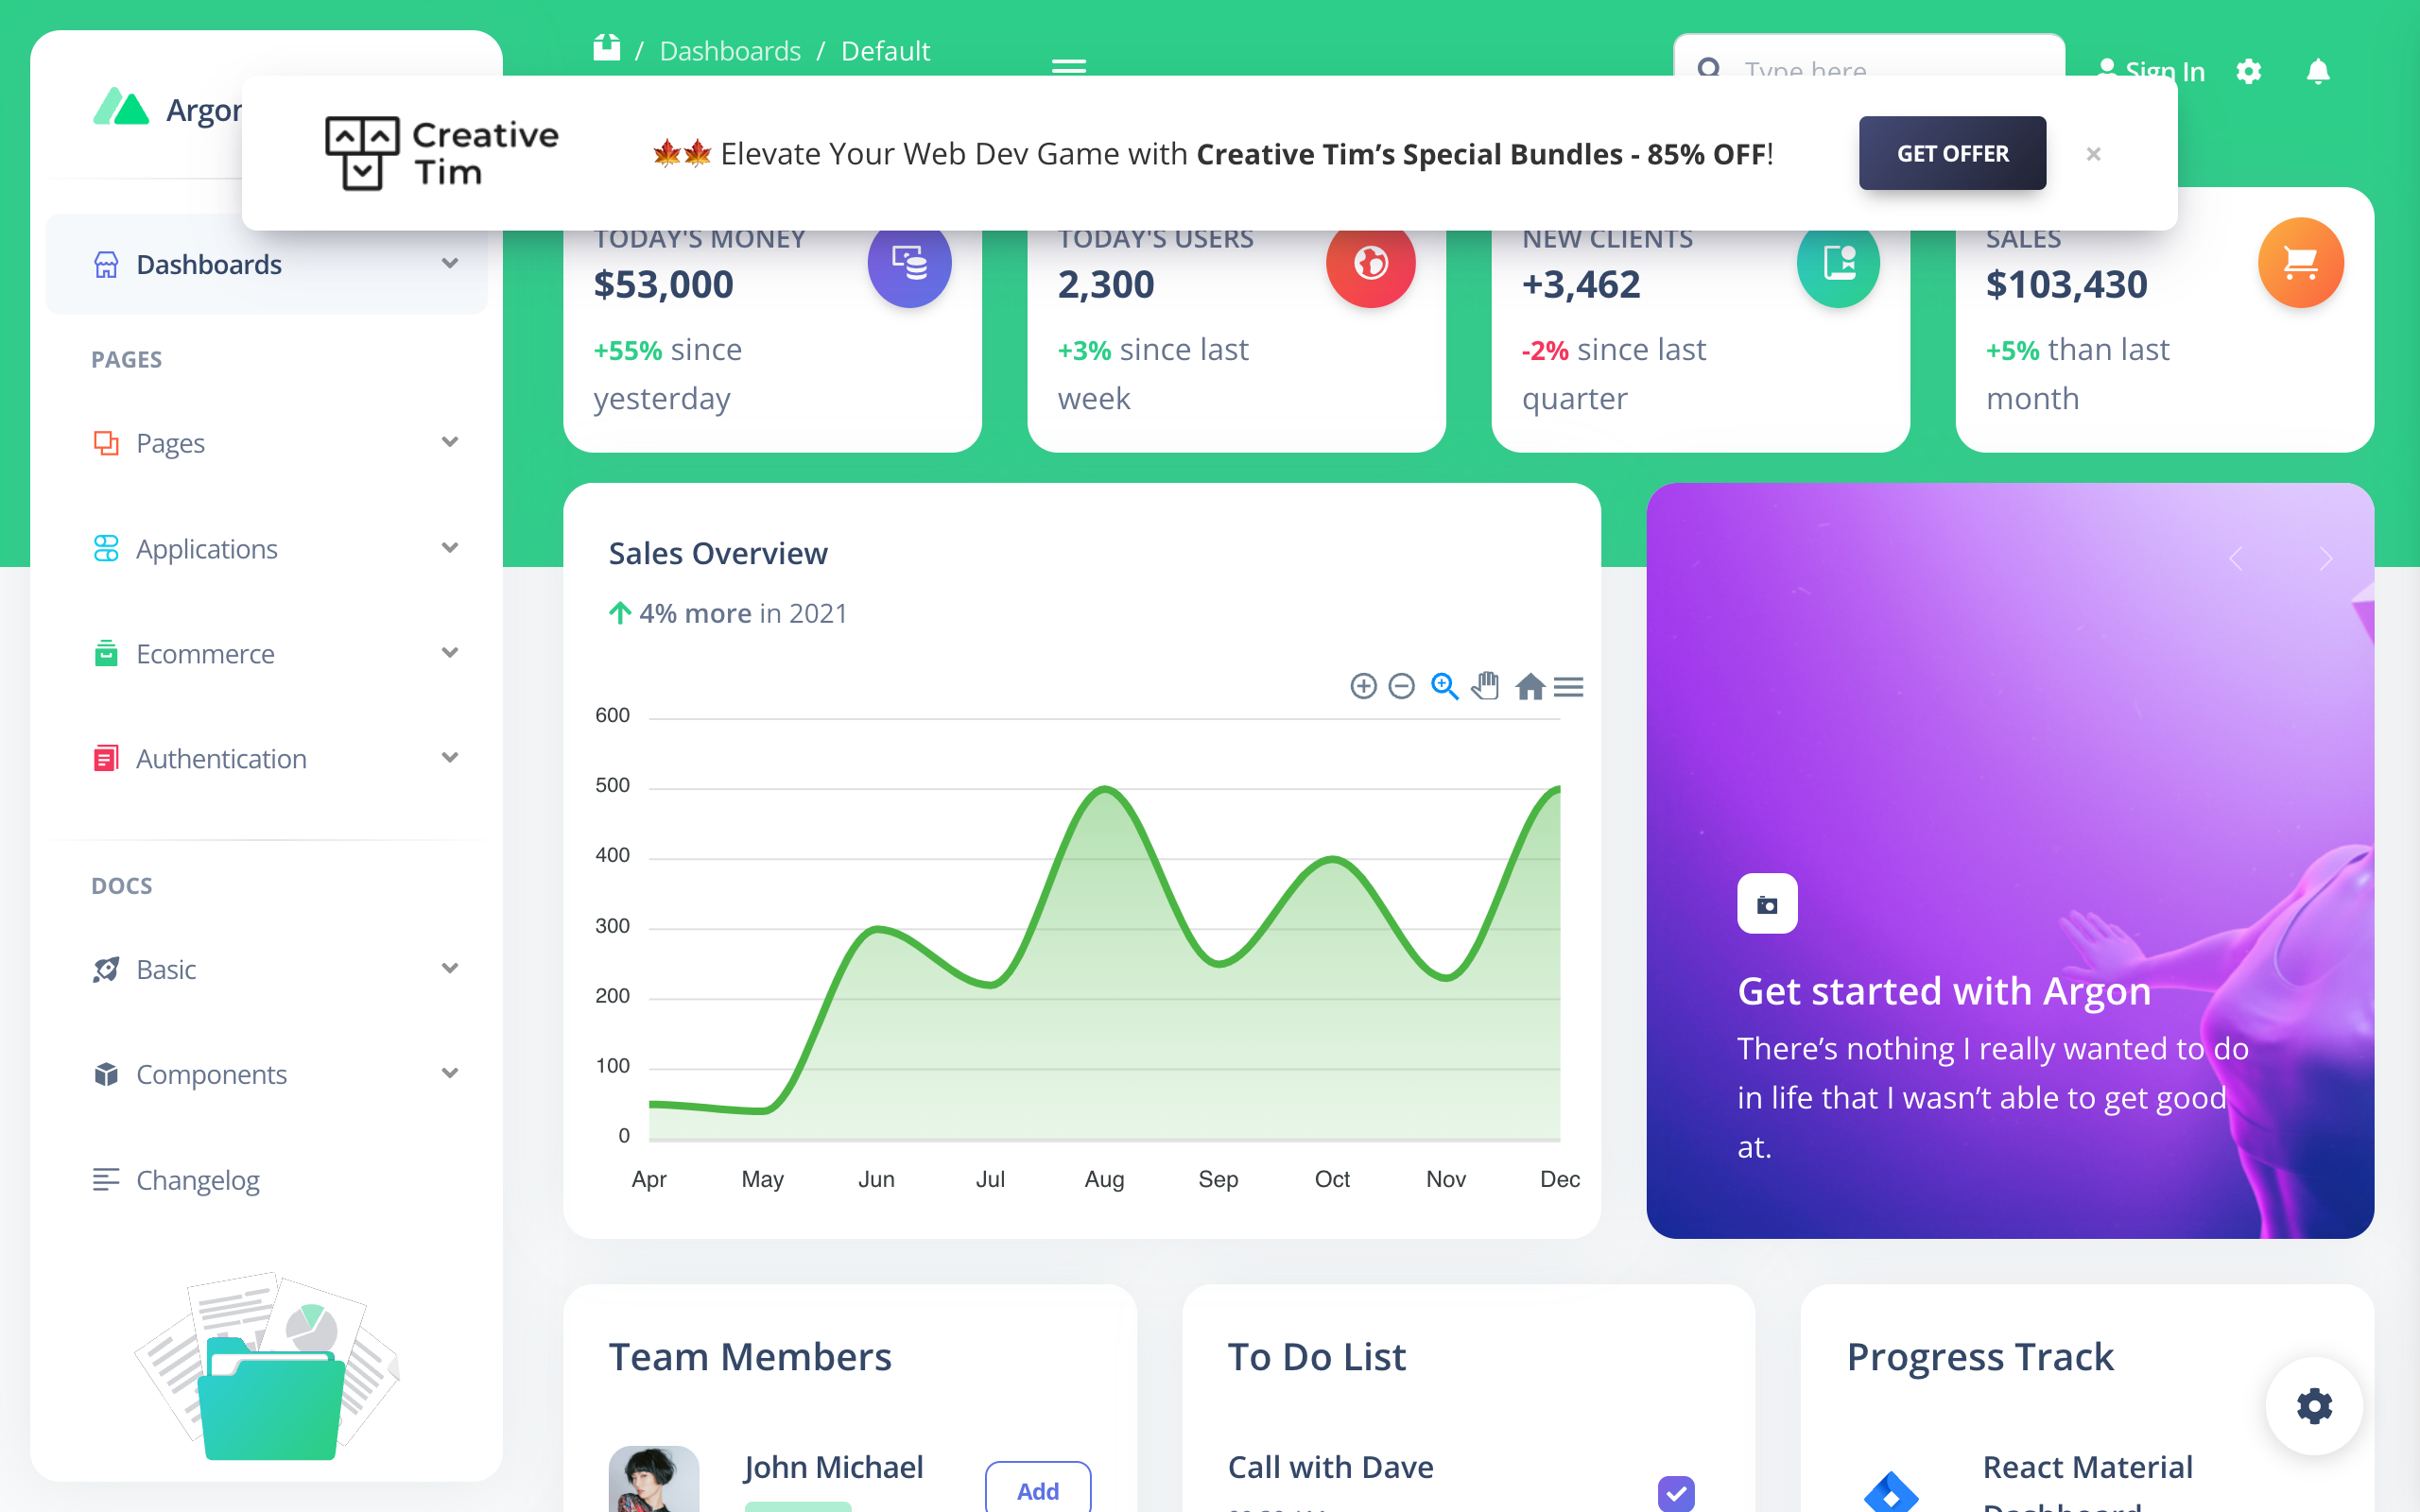 / Dashboards / Default
Type here
Sign In
Argon
Creative
Tim
Elevate Your Web Dev Game with Creative Tim’s Special Bundles - 85% OFF!
GET OFFER
×
Dashboards
PAGES
Pages
Applications
Ecommerce
Authentication
DOCS
Basic
Components
Changelog
TODAY'S MONEY
$53,000
+55% since
yesterday
TODAY'S USERS
2,300
+3% since last
week
NEW CLIENTS
+3,462
-2% since last
quarter
SALES
$103,430
+5% than last
month
Sales Overview
4% more in 2021
600
500
400
300
200
100
0
Apr May Jun Jul Aug Sep Oct Nov Dec
Get started with Argon
There’s nothing I really wanted to do
in life that I wasn’t able to get good
at.
Team Members
John Michael
Add
To Do List
Call with Dave
Progress Track
React Material
Dashboard